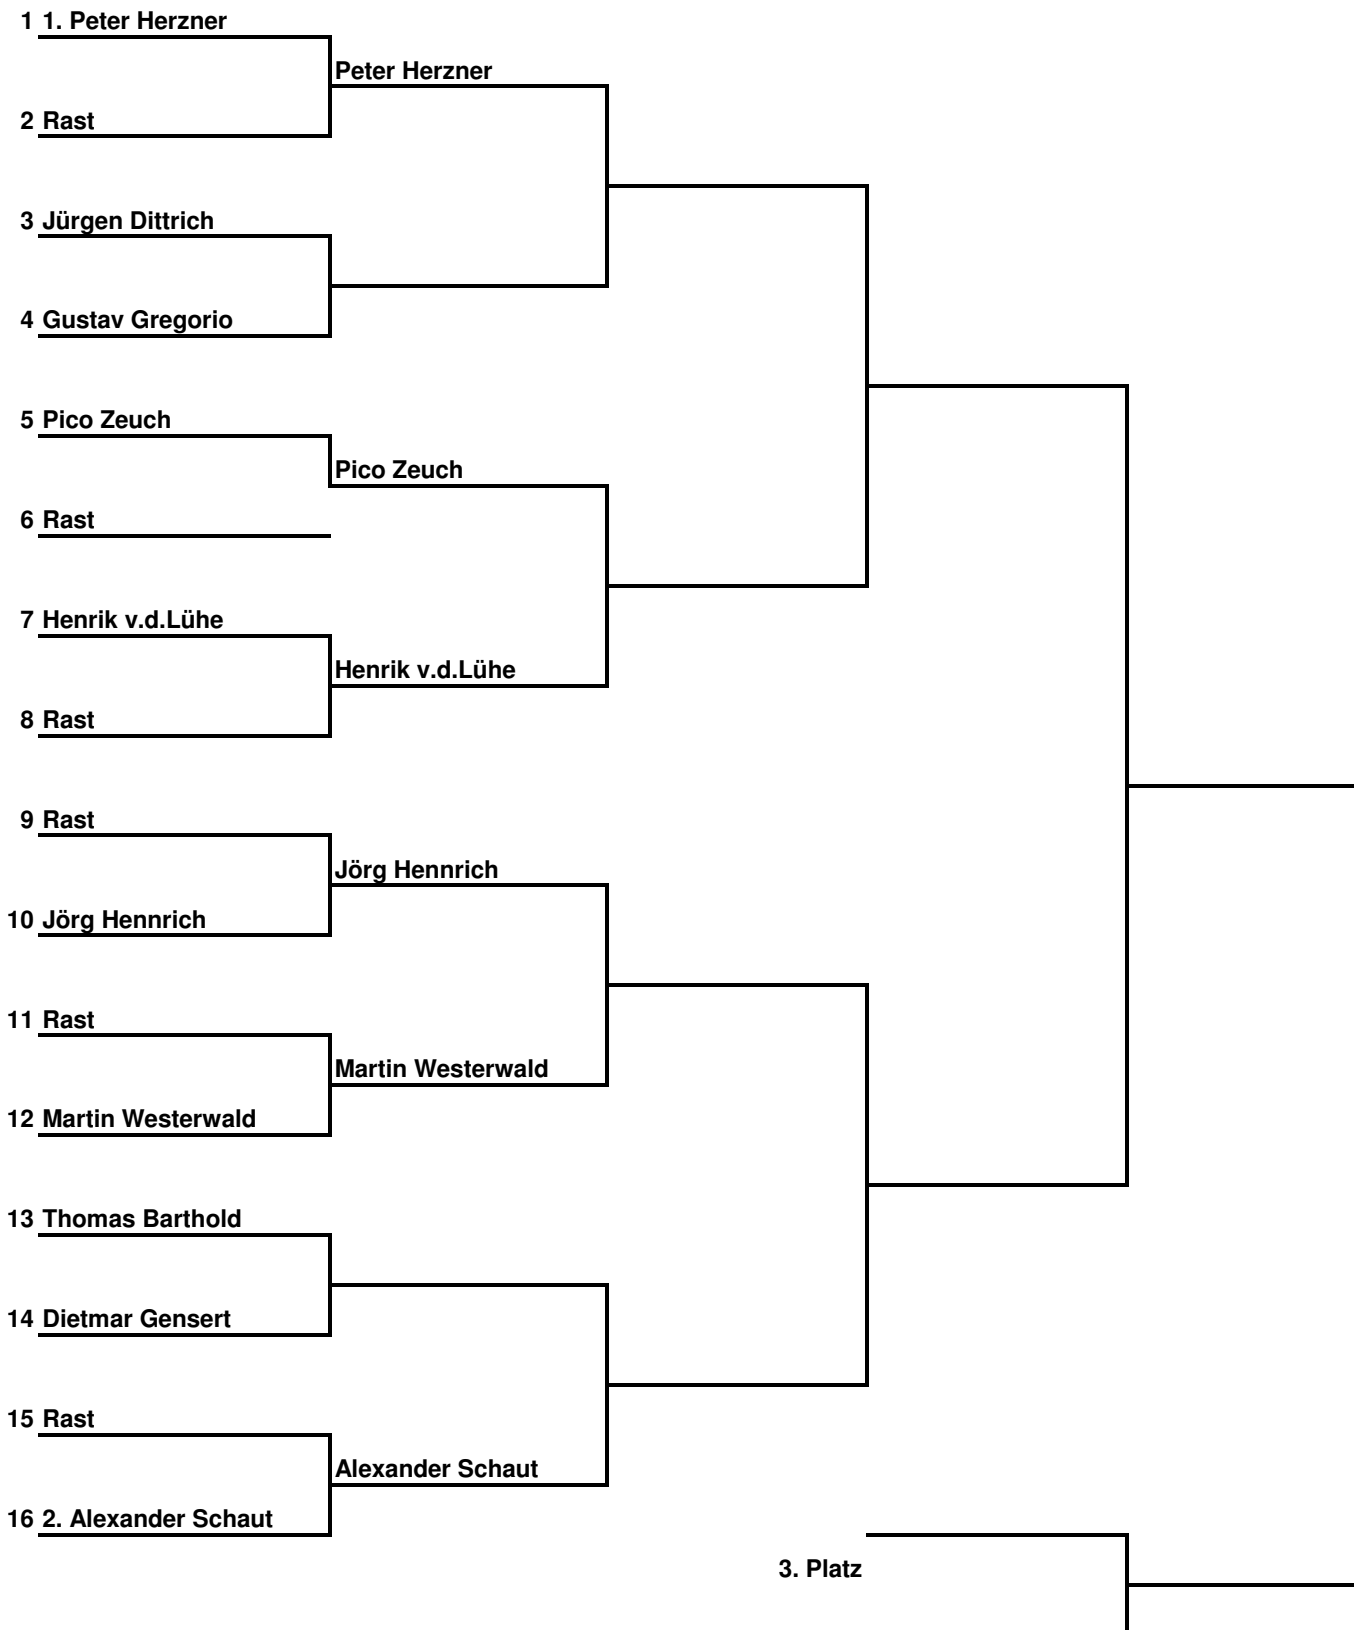 1 1. Peter Herzner
Peter Herzner
2 Rast
3 Jürgen Dittrich
4 Gustav Gregorio
5 Pico Zeuch
Pico Zeuch
6 Rast
7 Henrik v.d.Lühe
Henrik v.d.Lühe
8 Rast
9 Rast
Jörg Hennrich
10 Jörg Hennrich
11 Rast
Martin Westerwald
12 Martin Westerwald
13 Thomas Barthold
14 Dietmar Gensert
15 Rast
Alexander Schaut
16 2. Alexander Schaut
3. Platz